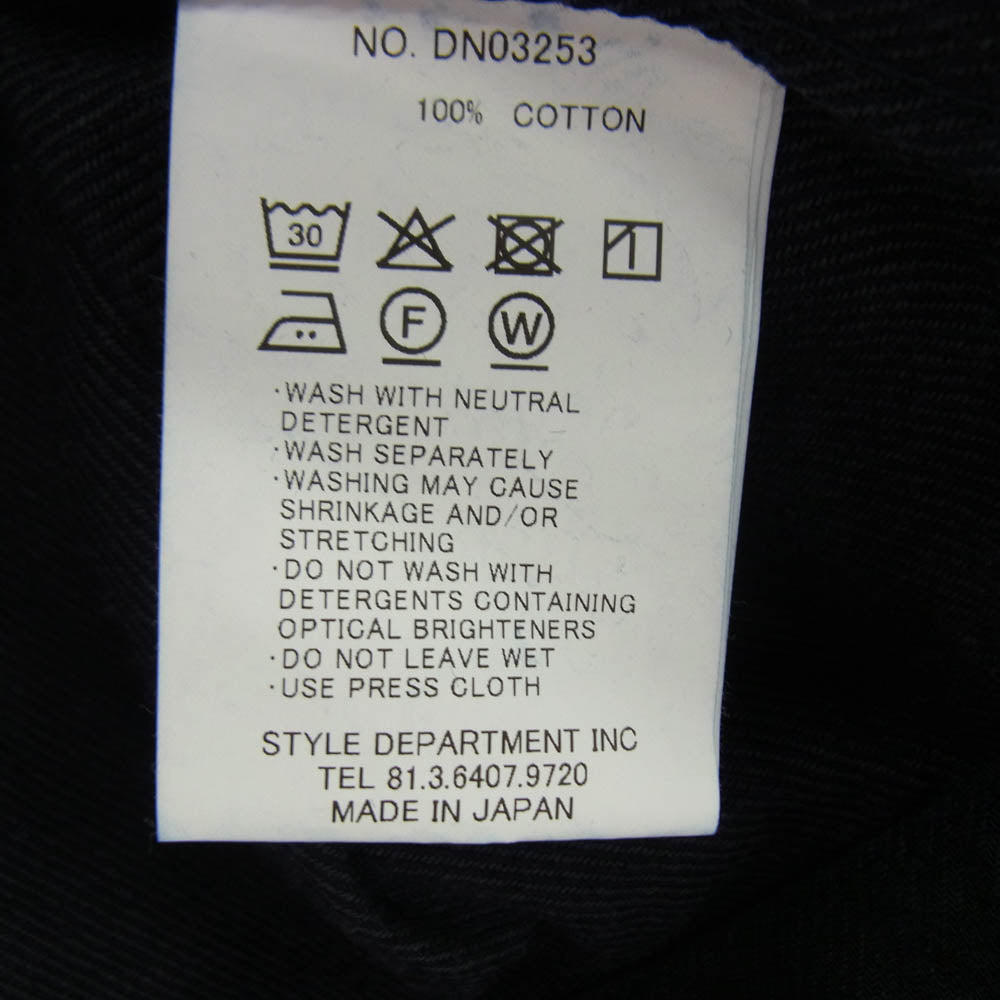 NO. DN03253
100% COTTON
30
F W
·WASH WITH NEUTRAL
DETERGENT
·WASH SEPARATELY
·WASHING MAY CAUSE
SHRINKAGE AND/OR
STRETCHING
·DO NOT WASH WITH
DETERGENTS CONTAINING
OPTICAL BRIGHTENERS
·DO NOT LEAVE WET
·USE PRESS CLOTH
STYLE DEPARTMENT INC
TEL 81.3.6407.9720
MADE IN JAPAN